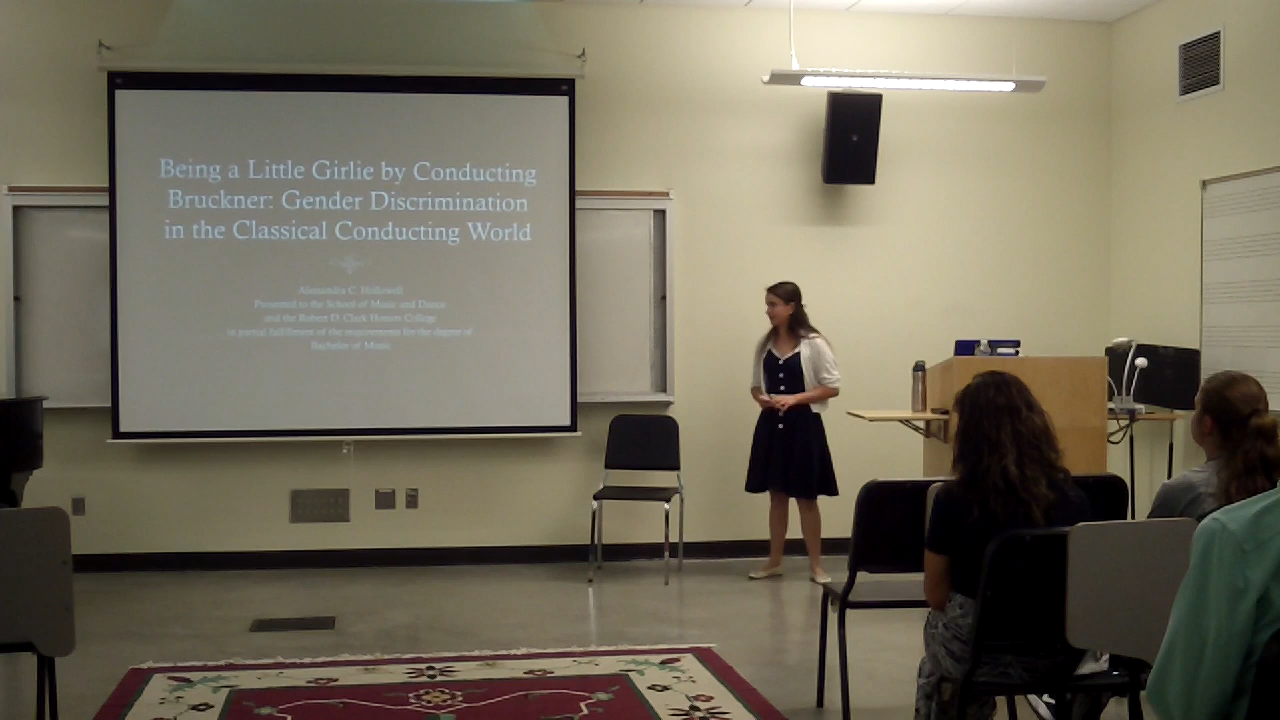 Being a Little Girlie by Conducting
Bruckner: Gender Discrimination
in the Classical Conducting World
Alexandra C. Hollowell
Presented to the School of Music and Dance
and the Robert D. Clark Honors College
in partial fulfillment of the requirements for the degree of
Bachelor of Music